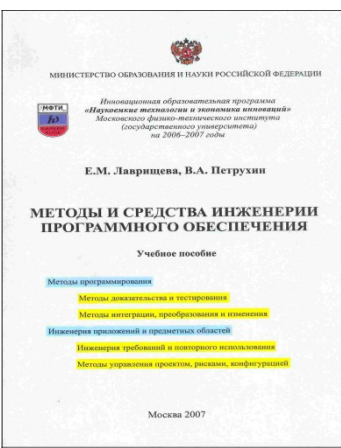 МИНИСТЕРСТВО ОБРАЗОВАНИЯ И НАУКИ РОССИЙСКОЙ ФЕДЕРАЦИИ
МФТИ
Инновационная образовательная программа
«Наукоемкие технологии и экономика инноваций»
Московского физико-технического института
(государственного университета)
на 2006–2007 годы
Е.М. Лаврищева, В.А. Петрухин
МЕТОДЫ И СРЕДСТВА ИНЖЕНЕРИИ
ПРОГРАММНОГО ОБЕСПЕЧЕНИЯ
Учебное пособие
Методы программирования
Методы доказательства и тестирования
Методы интеграции, преобразования и изменения
Инженерия приложений и предметных областей
Инженерия требований и повторного использования
Методы управления проектом, рисками, конфигурацией
Москва 2007